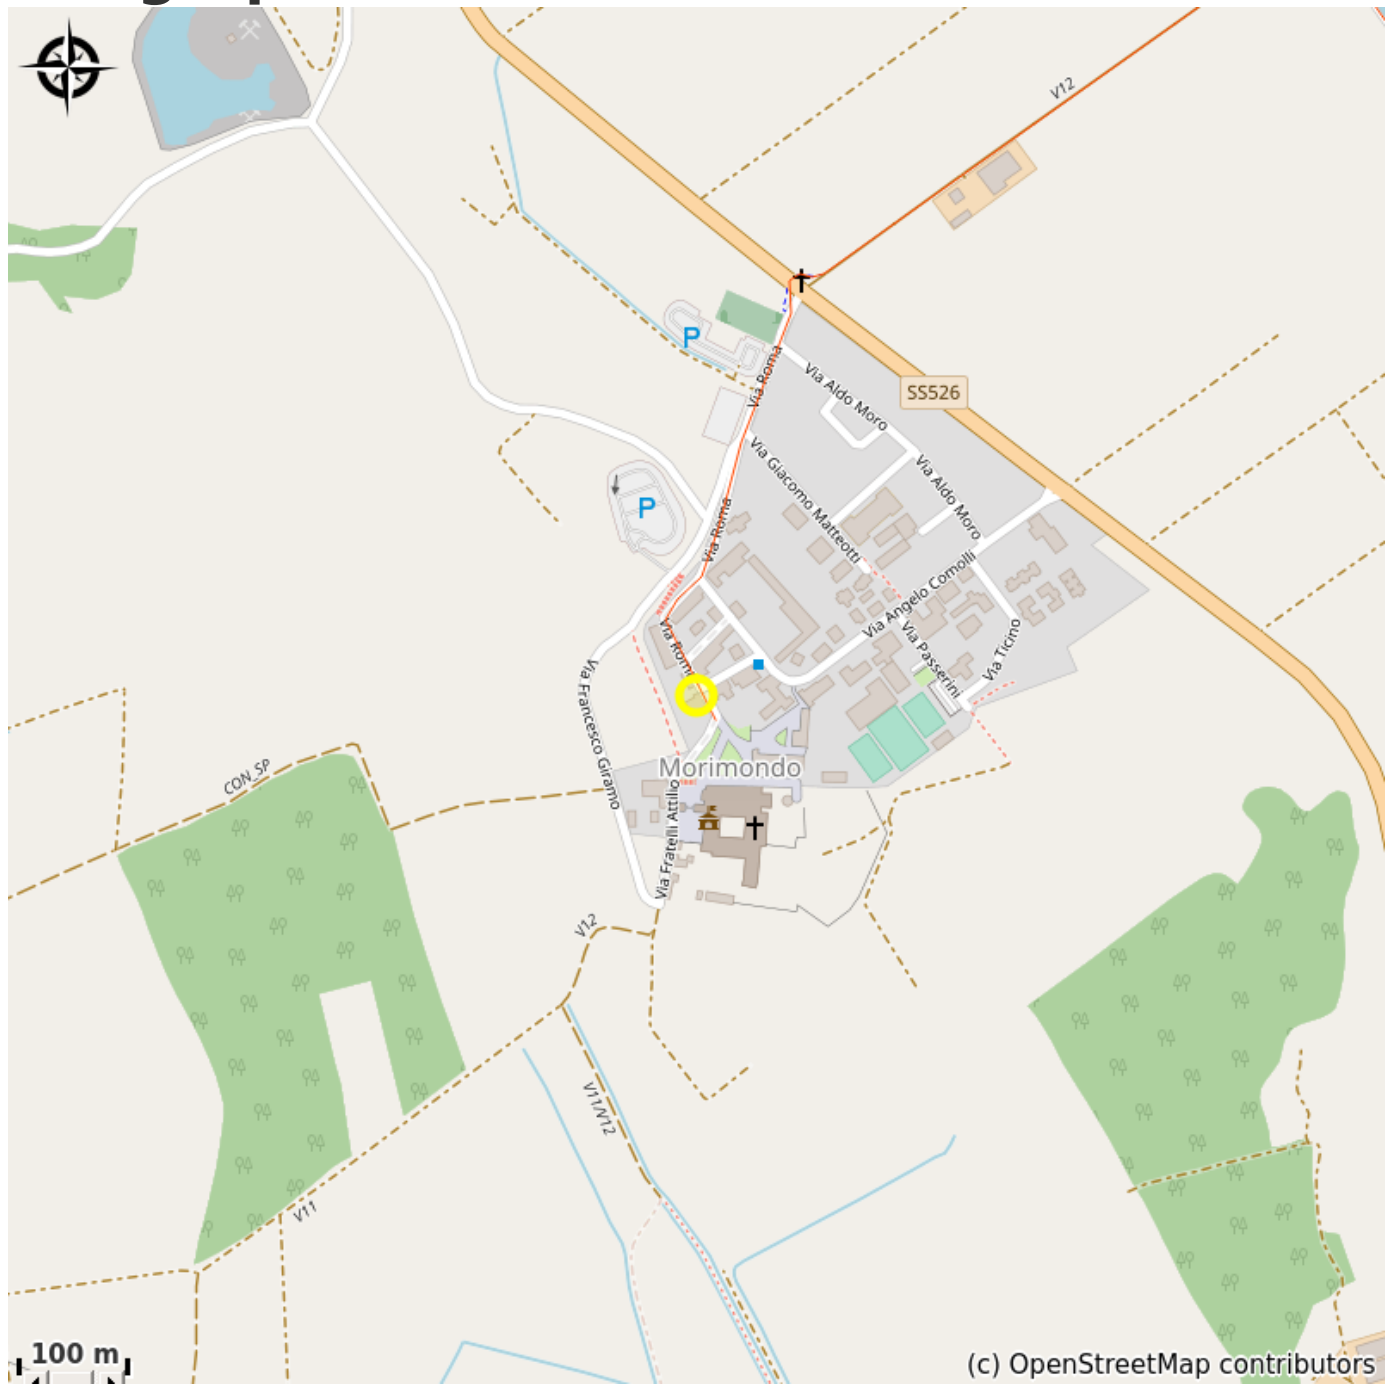 V12
P
Via Roma
Via Aldo Moro
SS526
Via Giacomo Matteotti
Via Aldo Moro
P
Via Roma
Via Angelo Comolli
Via Roma
Via Passerini
Via Ticino
Via Francesco Giramo
Morimondo
CON_SP
Via Fratelli Attilio
V12
V11/V12
V11
100 m
(c) OpenStreetMap contributors